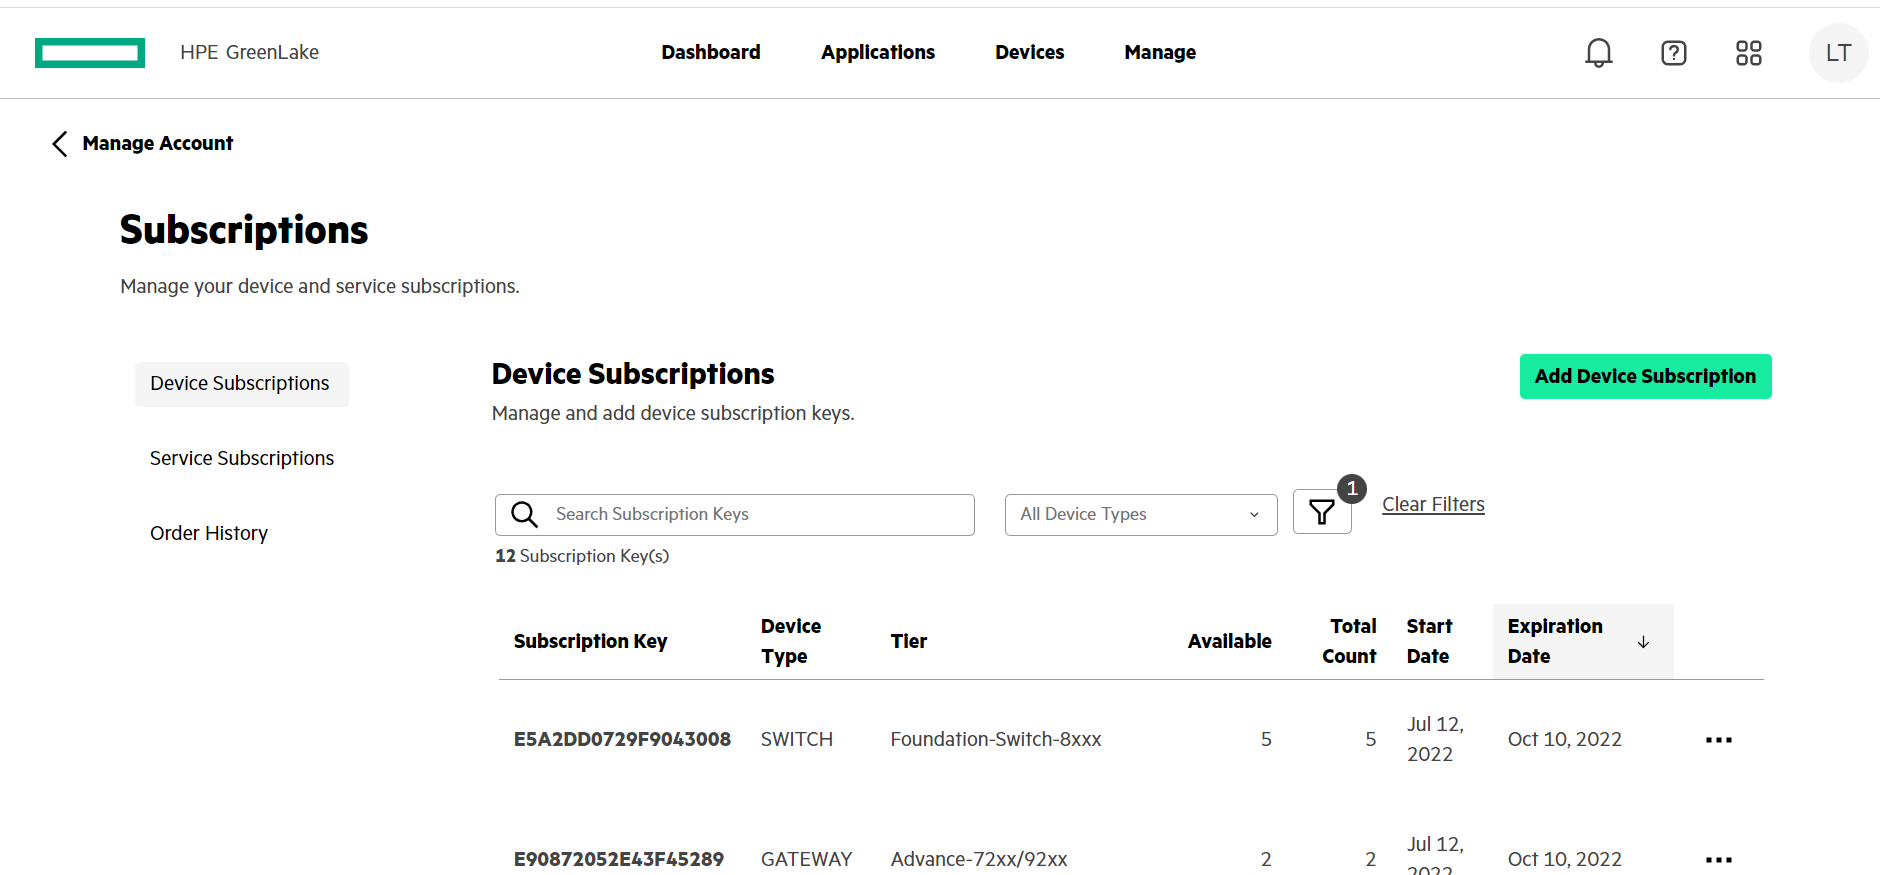 HPE GreenLake
Dashboard
Applications
Devices
Manage
LT
Manage Account
Subscriptions
Manage your device and service subscriptions.
Device Subscriptions
Service Subscriptions
Order History
Device Subscriptions
Manage and add device subscription keys.
Add Device Subscription
Search Subscription Keys
All Device Types
1
Clear Filters
12 Subscription Key(s)
Subscription Key
Device
Type
Tier
Available
Total
Count
Start
Date
Expiration
Date
E5A2DD0729F9043008
SWITCH
Foundation-Switch-8xxx
5
5
Jul 12,
2022
Oct 10, 2022
E90872052E43F45289
GATEWAY
Advance-72xx/92xx
2
2
Jul 12,
2022
Oct 10, 2022